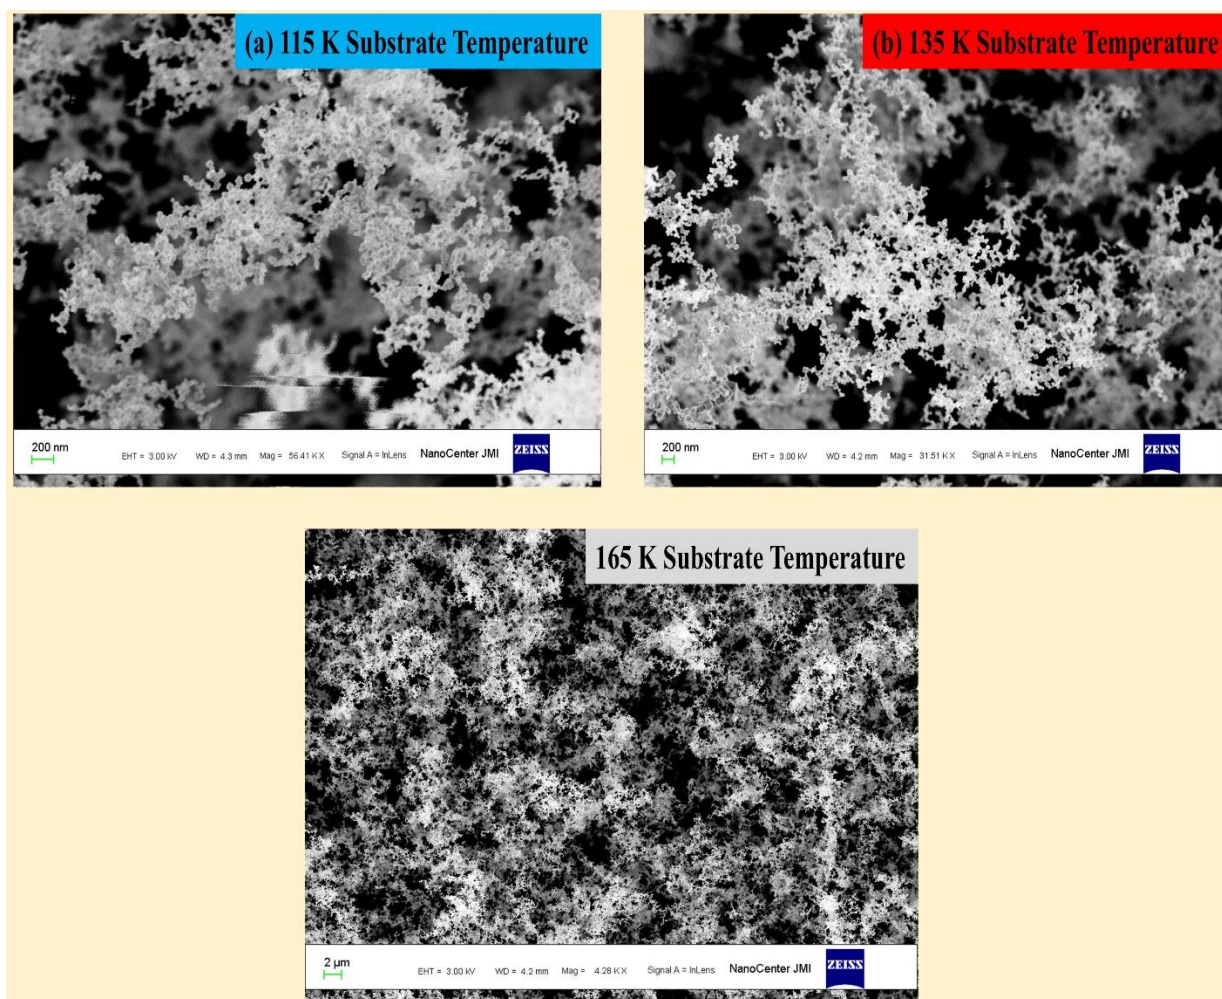 (a) 115 K Substrate Temperature
(b) 135 K Substrate Temperature
200 nm EHT = 3.00 kV WD = 4.3 mm Mag = 56.41 K X Signal A = InLens NanoCenter JMI ZEISS
200 nm EHT = 3.00 kV WD = 4.2 mm Mag = 31.51 K X Signal A = InLens NanoCenter JMI ZEISS
165 K Substrate Temperature
2 µm EHT = 3.00 kV WD = 4.2 mm Mag = 4.28 K X Signal A = InLens NanoCenter JMI ZEISS